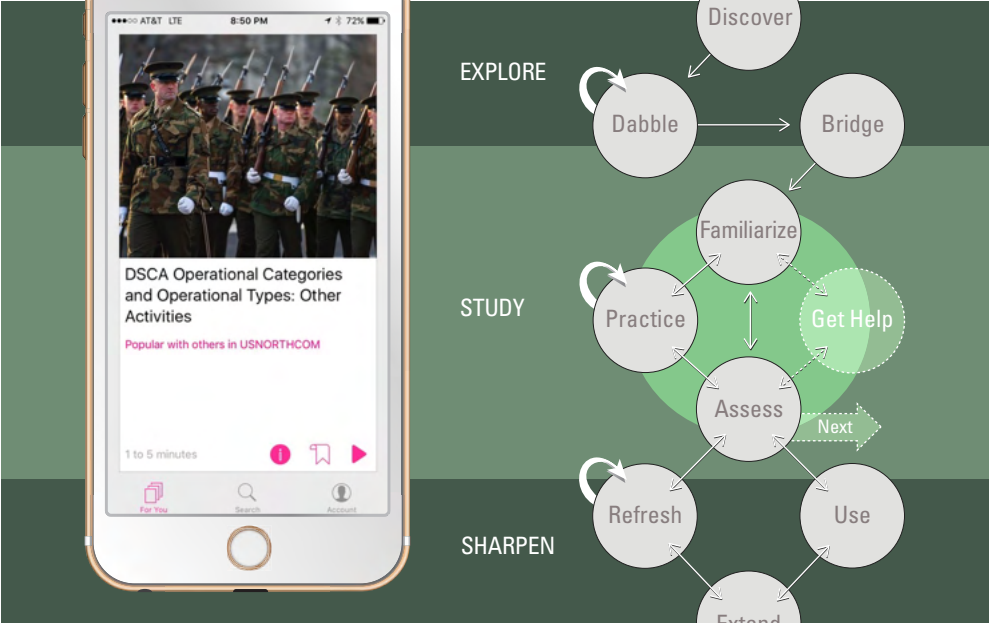 AT&T LTE
8:50 PM
72%
DSCA Operational Categories
and Operational Types: Other
Activities
Popular with others in USNORTHCOM
1 to 5 minutes
For You
Search
Account
Discover
EXPLORE
Dabble
Bridge
Familiarize
STUDY
Practice
Get Help
Assess
Next
Refresh
Use
SHARPEN
Extend